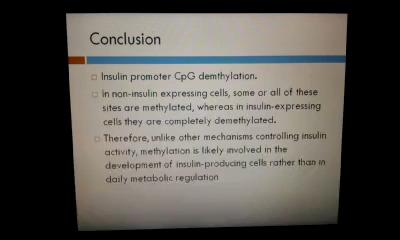 Conclusion
Insulin promoter CpG demthylation.
In non-insulin expressing cells, some or all of these
sites are methylated, whereas in insulin-expressing
cells they are completely demethylated.
Therefore, unlike other mechanisms controlling insulin
activity, methylation is likely involved in the
development of insulin-producing cells rather than in
daily metabolic regulation